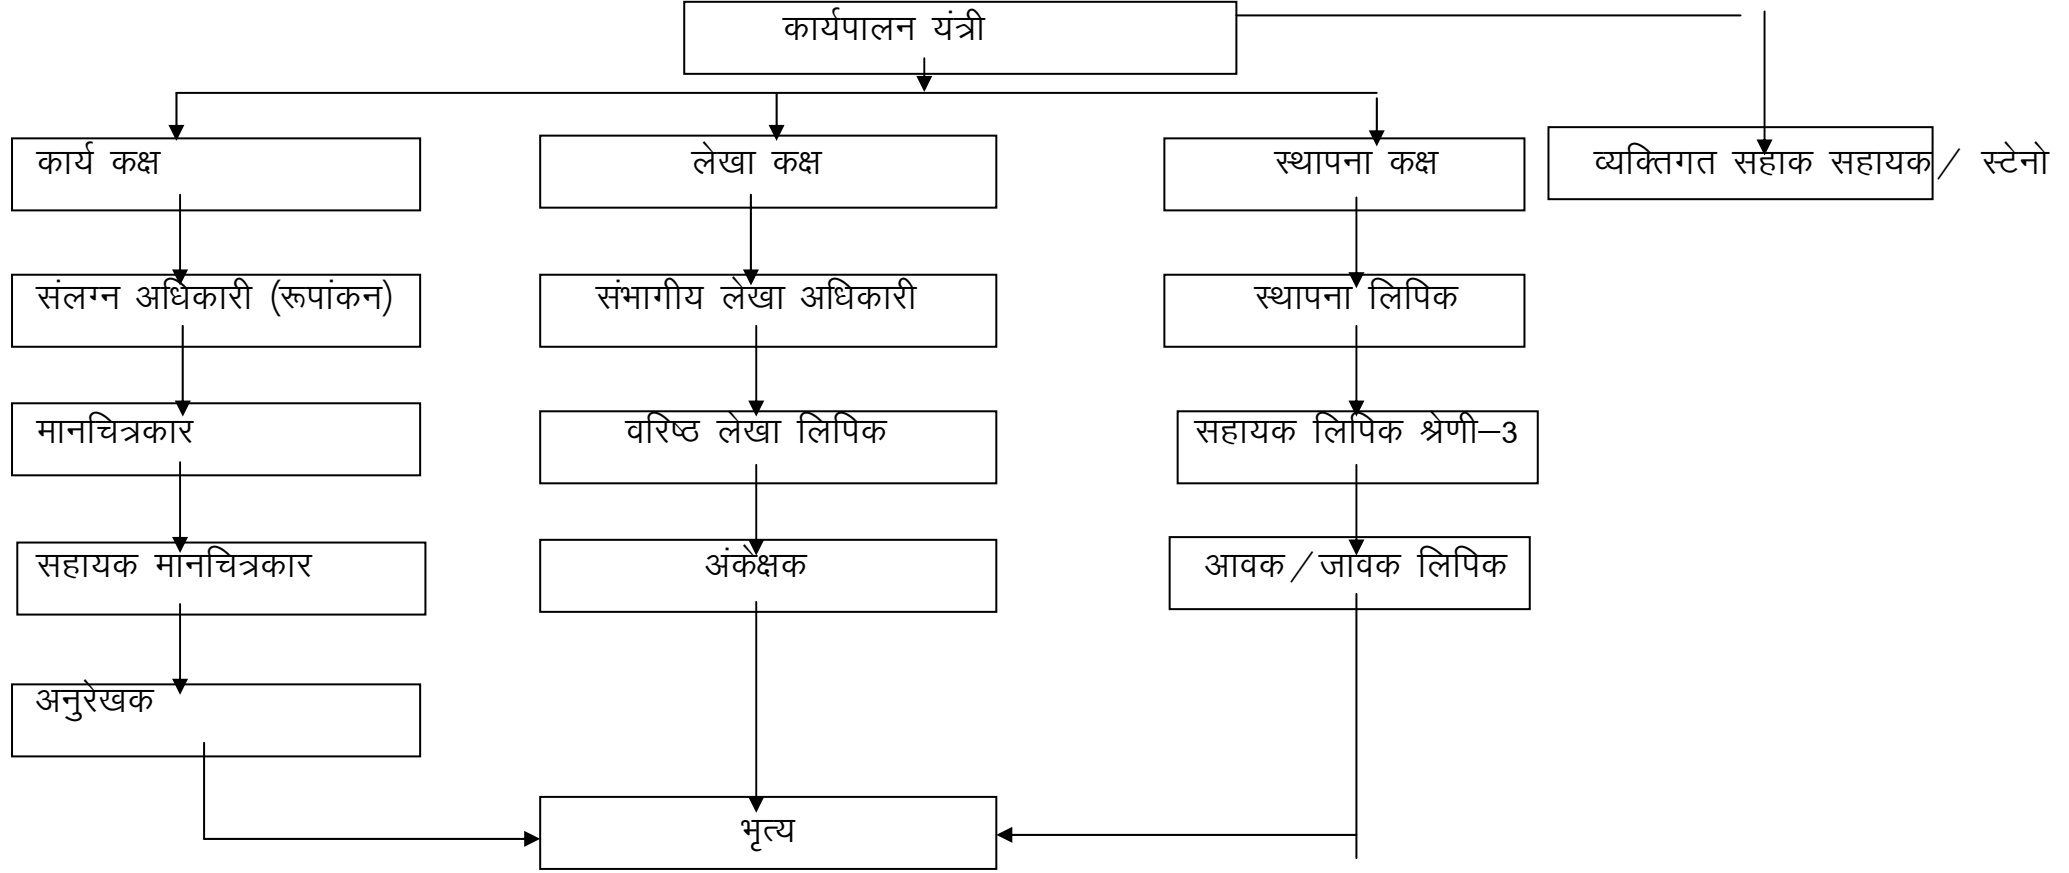 कार्यपालन यंत्री
कार्य कक्ष
लेखा कक्ष
स्थापना कक्ष
व्यक्तिगत सहाक सहायक/ स्टेनो
संलग्न अधिकारी (रूपांकन)
संभागीय लेखा अधिकारी
स्थापना लिपिक
मानचित्रकार
वरिष्ठ लेखा लिपिक
सहायक लिपिक श्रेणी–3
सहायक मानचित्रकार
अंकेक्षक
आवक/जावक लिपिक
अनुरेखक
भृत्य